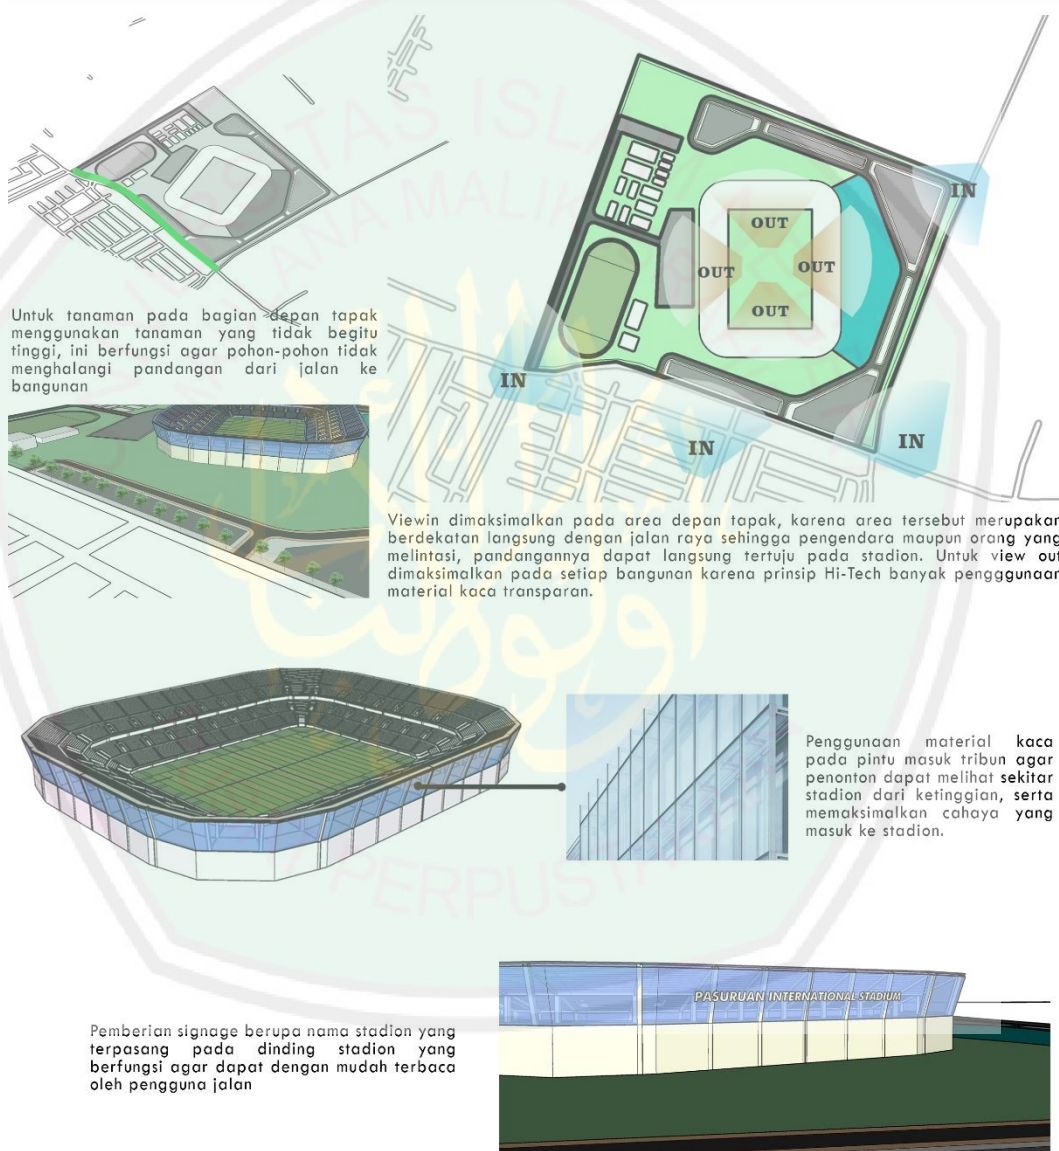 Untuk tanaman pada bagian depan tapak
menggunakan tanaman yang tidak begitu
tinggi, ini berfungsi agar pohon-pohon tidak
menghalangi pandangan dari jalan ke
bangunan
IN
OUT
OUT
OUT
OUT
IN
IN
IN
Viewin dimaksimalkan pada area depan tapak, karena area tersebut merupakan
berdekatan langsung dengan jalan raya sehingga pengendara maupun orang yang
melintasi, pandangannya dapat langsung tertuju pada stadion. Untuk view out
dimaksimalkan pada setiap bangunan karena prinsip Hi-Tech banyak pengggunaan
material kaca transparan.
Penggunaan material kaca
pada pintu masuk tribun agar
penonton dapat melihat sekitar
stadion dari ketinggian, serta
memaksimalkan cahaya yang
masuk ke stadion.
PASURUAN INTERNATIONAL STADIUM
Pemberian signage berupa nama stadion yang
terpasang pada dinding stadion yang
berfungsi agar dapat dengan mudah terbaca
oleh pengguna jalan